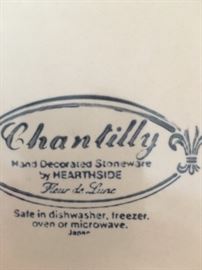 Chantilly
Hand Decorated Stoneware
by HEARTHSIDE
Fleur de Lune
Safe in dishwasher, freezer,
oven or microwave.
Japan